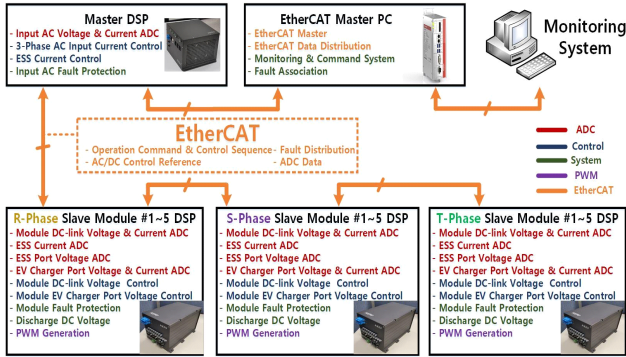 Master DSP
- Input AC Voltage & Current ADC
- 3-Phase AC Input Current Control
- ESS Current Control
- Input AC Fault Protection
EtherCAT Master PC
- EtherCAT Master
- EtherCAT Data Distribution
- Monitoring & Command System
- Fault Association
Monitoring
System
EtherCAT
- Operation Command & Control Sequence
- Fault Distribution
- AC/DC Control Reference
- ADC Data
ADC
Control
System
PWM
EtherCAT
R-Phase Slave Module #1~5 DSP
- Module DC-link Voltage & Current ADC
- ESS Current ADC
- ESS Port Voltage ADC
- EV Charger Port Voltage & Current ADC
- Module DC-link Voltage Control
- Module EV Charger Port Voltage Control
- Module Fault Protection
- Discharge DC Voltage
- PWM Generation
S-Phase Slave Module #1~5 DSP
- Module DC-link Voltage & Current ADC
- ESS Current ADC
- ESS Port Voltage ADC
- EV Charger Port Voltage & Current ADC
- Module DC-link Voltage Control
- Module EV Charger Port Voltage Control
- Module Fault Protection
- Discharge DC Voltage
- PWM Generation
T-Phase Slave Module #1~5 DSP
- Module DC-link Voltage & Current ADC
- ESS Current ADC
- ESS Port Voltage ADC
- EV Charger Port Voltage & Current ADC
- Module DC-link Voltage Control
- Module EV Charger Port Voltage Control
- Module Fault Protection
- Discharge DC Voltage
- PWM Generation